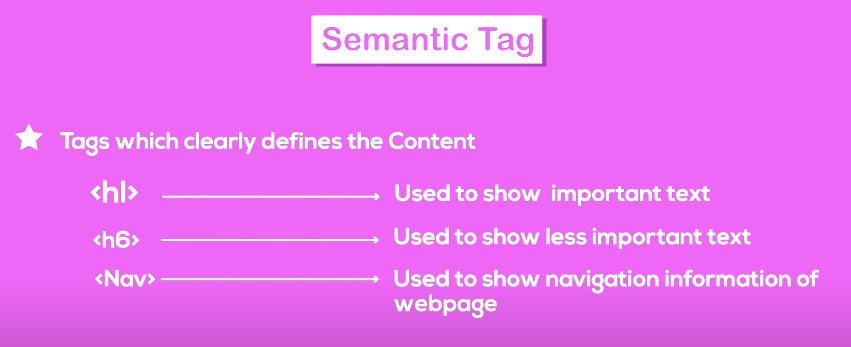 Semantic Tag
Tags which clearly defines the Content
<h1> Used to show important text
<h6> Used to show less important text
<Nav> Used to show navigation information of
webpage